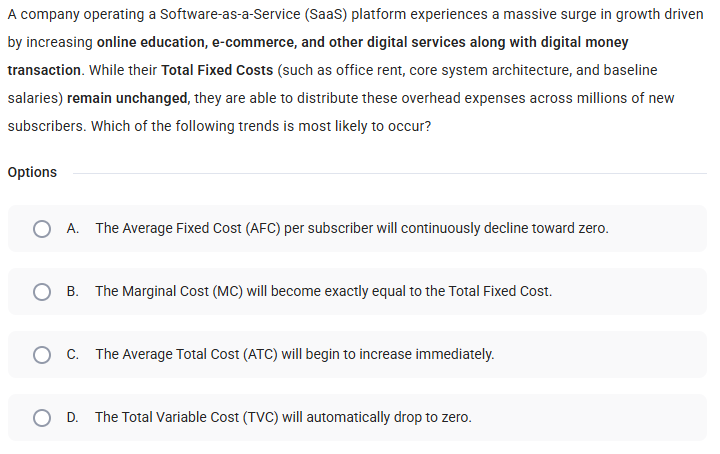 A company operating a Software-as-a-Service (SaaS) platform experiences a massive surge in growth driven
by increasing online education, e-commerce, and other digital services along with digital money
transaction. While their Total Fixed Costs (such as office rent, core system architecture, and baseline
salaries) remain unchanged, they are able to distribute these overhead expenses across millions of new
subscribers. Which of the following trends is most likely to occur?
Options
A. The Average Fixed Cost (AFC) per subscriber will continuously decline toward zero.
B. The Marginal Cost (MC) will become exactly equal to the Total Fixed Cost.
C. The Average Total Cost (ATC) will begin to increase immediately.
D. The Total Variable Cost (TVC) will automatically drop to zero.